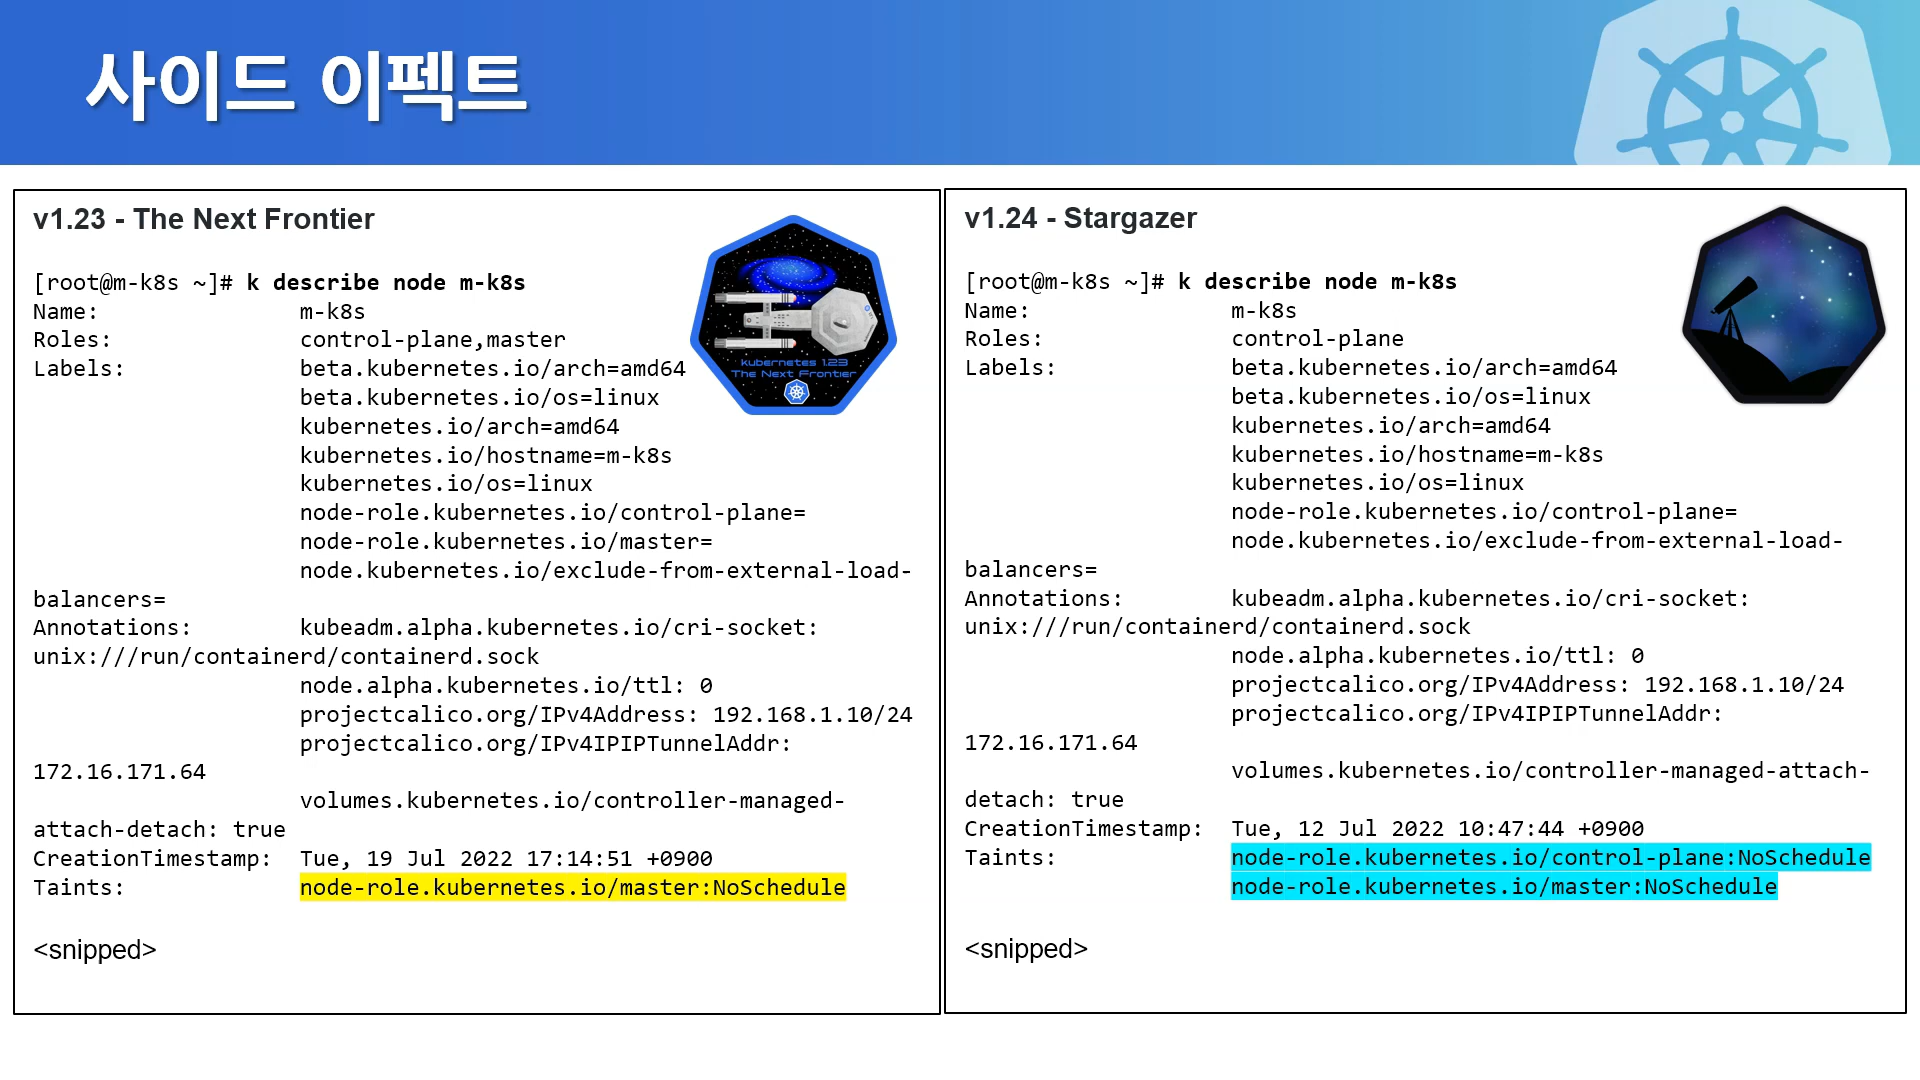 사이드 이펙트
v1.23 - The Next Frontier
[root@m-k8s ~]# k describe node m-k8s
Name: m-k8s
Roles: control-plane,master
Labels: beta.kubernetes.io/arch=amd64
beta.kubernetes.io/os=linux
kubernetes.io/arch=amd64
kubernetes.io/hostname=m-k8s
kubernetes.io/os=linux
node-role.kubernetes.io/control-plane=
node-role.kubernetes.io/master=
node.kubernetes.io/exclude-from-external-load-
balancers=
Annotations: kubeadm.alpha.kubernetes.io/cri-socket:
unix:///run/containerd/containerd.sock
node.alpha.kubernetes.io/ttl: 0
projectcalico.org/IPv4Address: 192.168.1.10/24
projectcalico.org/IPv4IPIPTunnelAddr:
172.16.171.64
volumes.kubernetes.io/controller-managed-
attach-detach: true
CreationTimestamp: Tue, 19 Jul 2022 17:14:51 +0900
Taints: node-role.kubernetes.io/master:NoSchedule
<snipped>
kubernetes 1.23
The Next Frontier
v1.24 - Stargazer
[root@m-k8s ~]# k describe node m-k8s
Name: m-k8s
Roles: control-plane
Labels: beta.kubernetes.io/arch=amd64
beta.kubernetes.io/os=linux
kubernetes.io/arch=amd64
kubernetes.io/hostname=m-k8s
kubernetes.io/os=linux
node-role.kubernetes.io/control-plane=
node.kubernetes.io/exclude-from-external-load-
balancers=
Annotations: kubeadm.alpha.kubernetes.io/cri-socket:
unix:///run/containerd/containerd.sock
node.alpha.kubernetes.io/ttl: 0
projectcalico.org/IPv4Address: 192.168.1.10/24
projectcalico.org/IPv4IPIPTunnelAddr:
172.16.171.64
volumes.kubernetes.io/controller-managed-attach-
detach: true
CreationTimestamp: Tue, 12 Jul 2022 10:47:44 +0900
Taints: node-role.kubernetes.io/control-plane:NoSchedule
node-role.kubernetes.io/master:NoSchedule
<snipped>